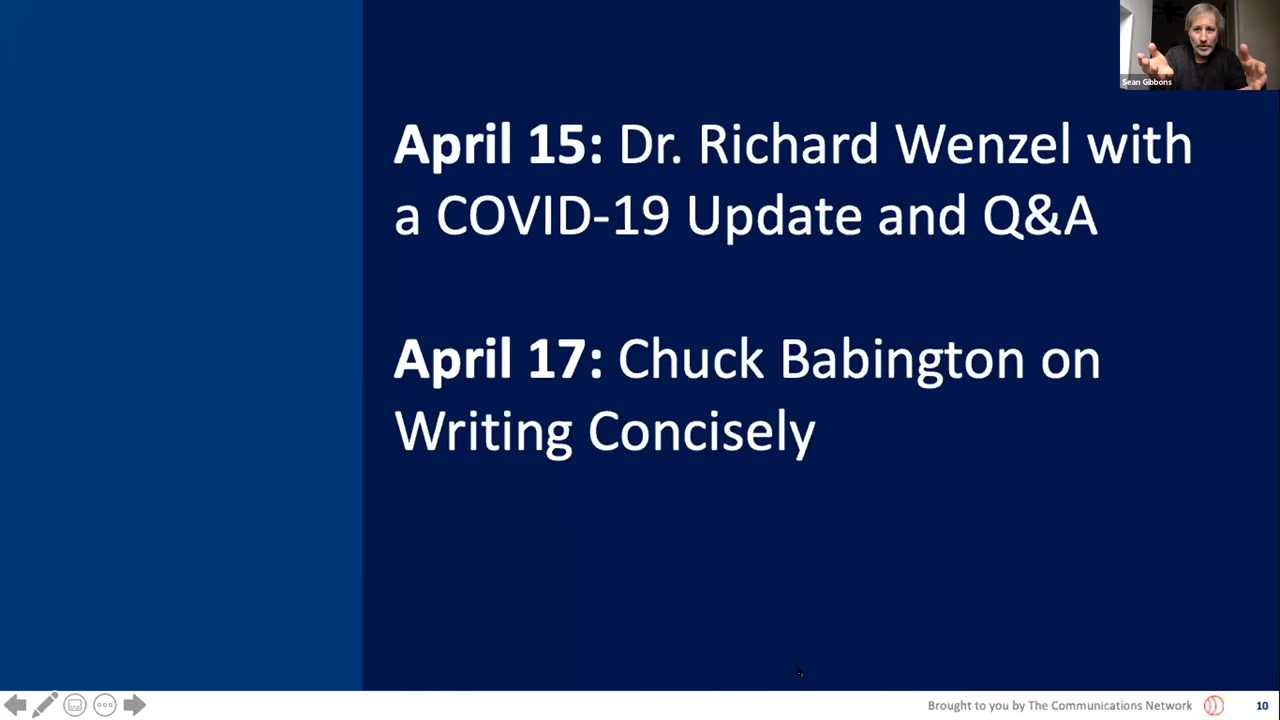 Sean Gibbons
April 15: Dr. Richard Wenzel with
a COVID-19 Update and Q&A
April 17: Chuck Babington on
Writing Concisely
Brought to you by The Communications Network
10